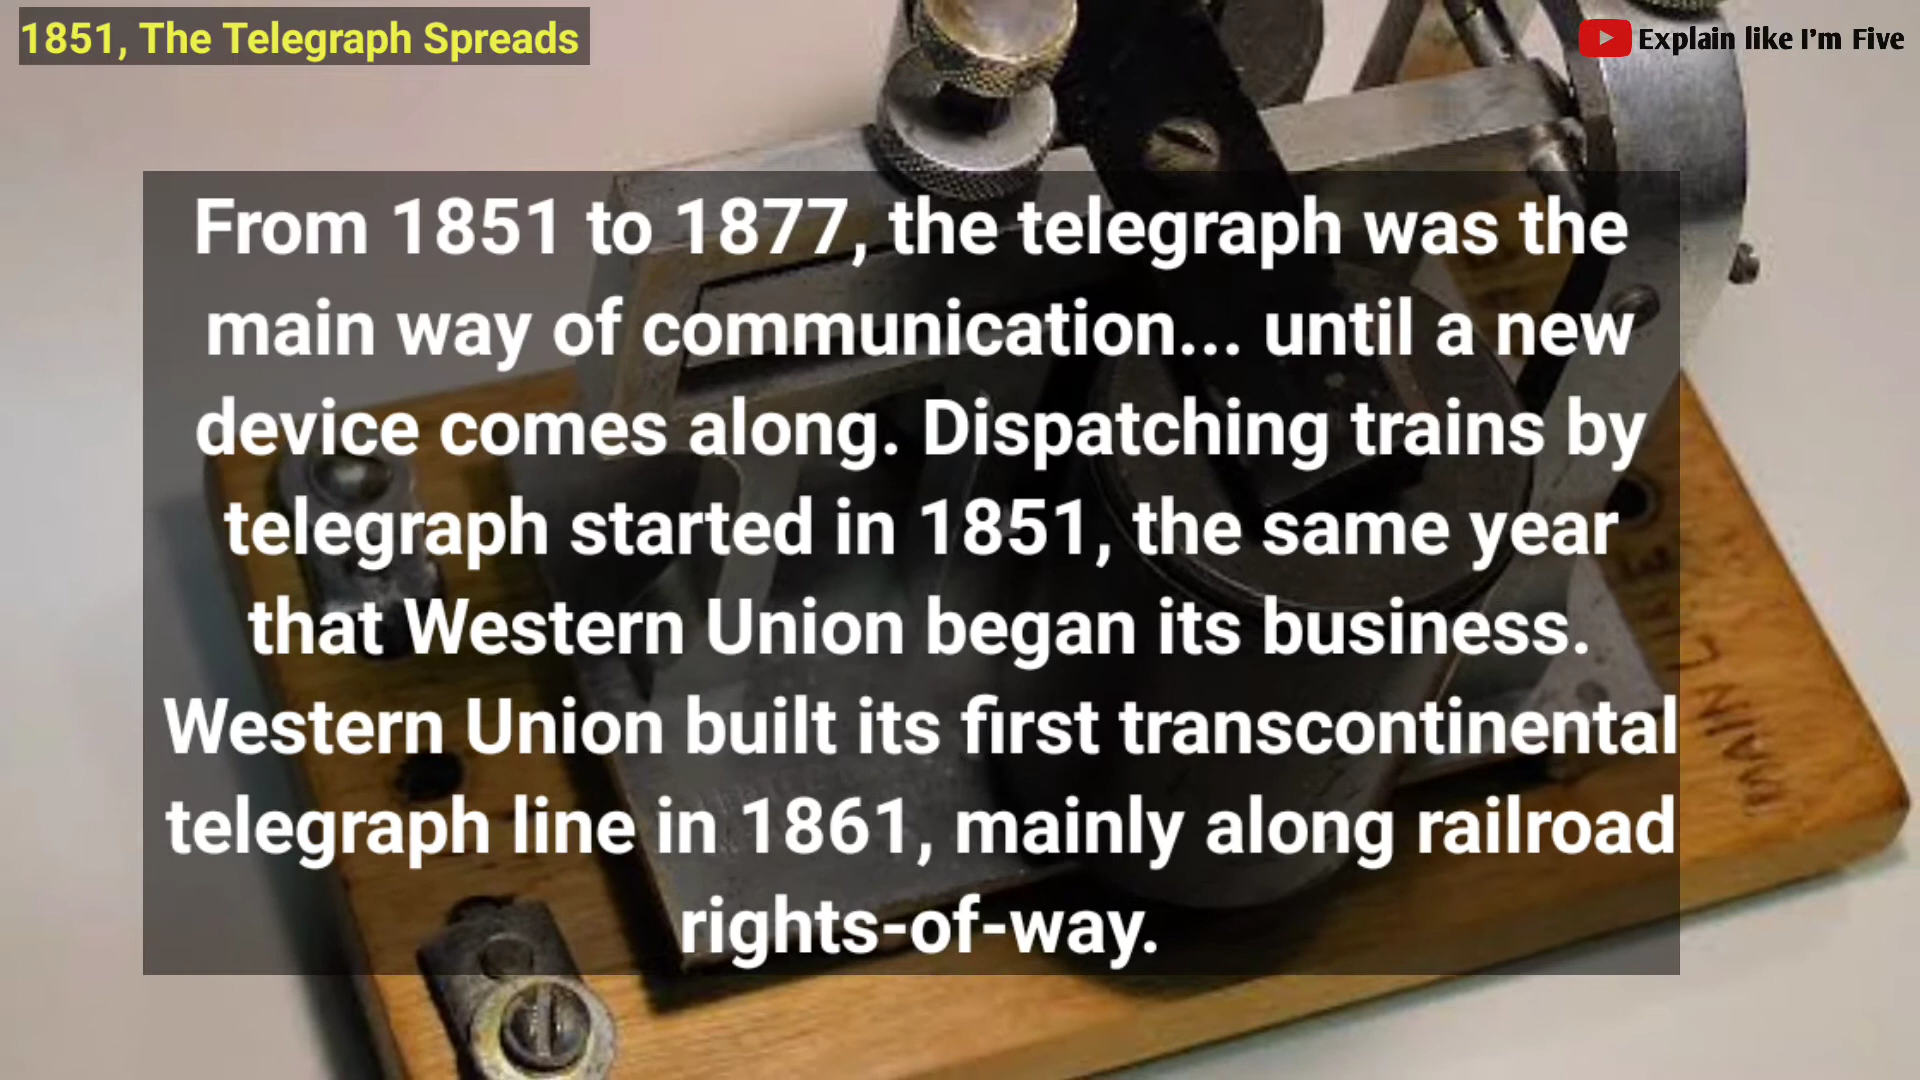 1851, The Telegraph Spreads
Explain like I'm Five
From 1851 to 1877, the telegraph was the
main way of communication... until a new
device comes along. Dispatching trains by
telegraph started in 1851, the same year
that Western Union began its business.
Western Union built its first transcontinental
telegraph line in 1861, mainly along railroad
rights-of-way.
MAIN LINE